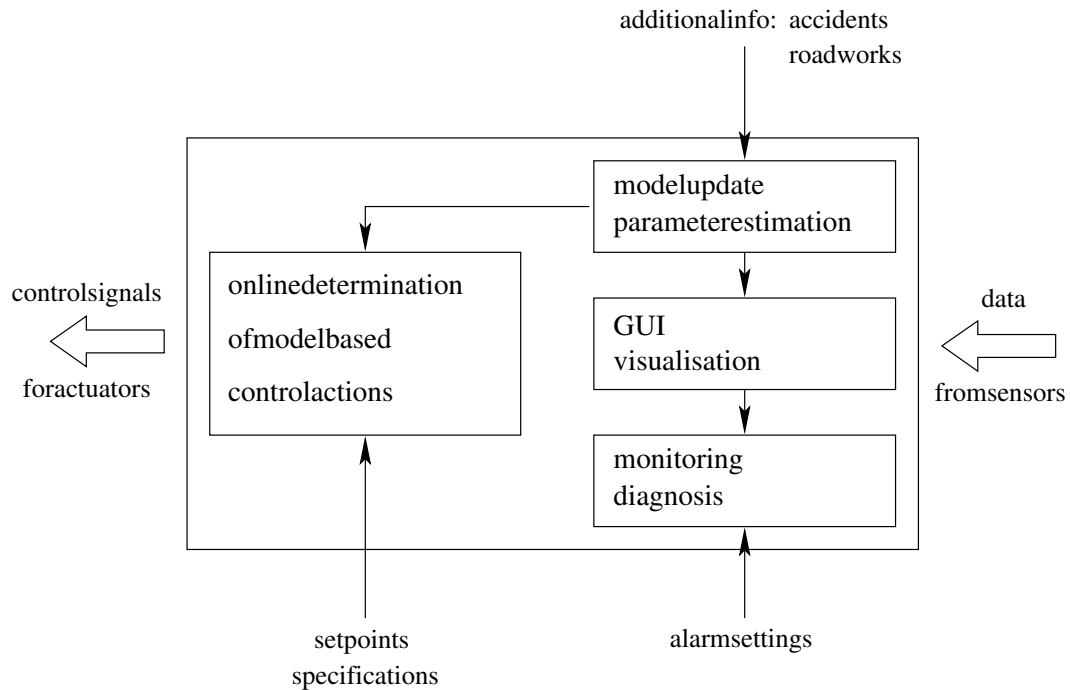 additionalinfo: accidents
roadworks
modelupdate
parameterestimation
onlinedetermination
ofmodelbased
controlactions
controlsignals
foractuators
GUI
visualisation
data
fromsensors
monitoring
diagnosis
setpoints
specifications
alarmsettings